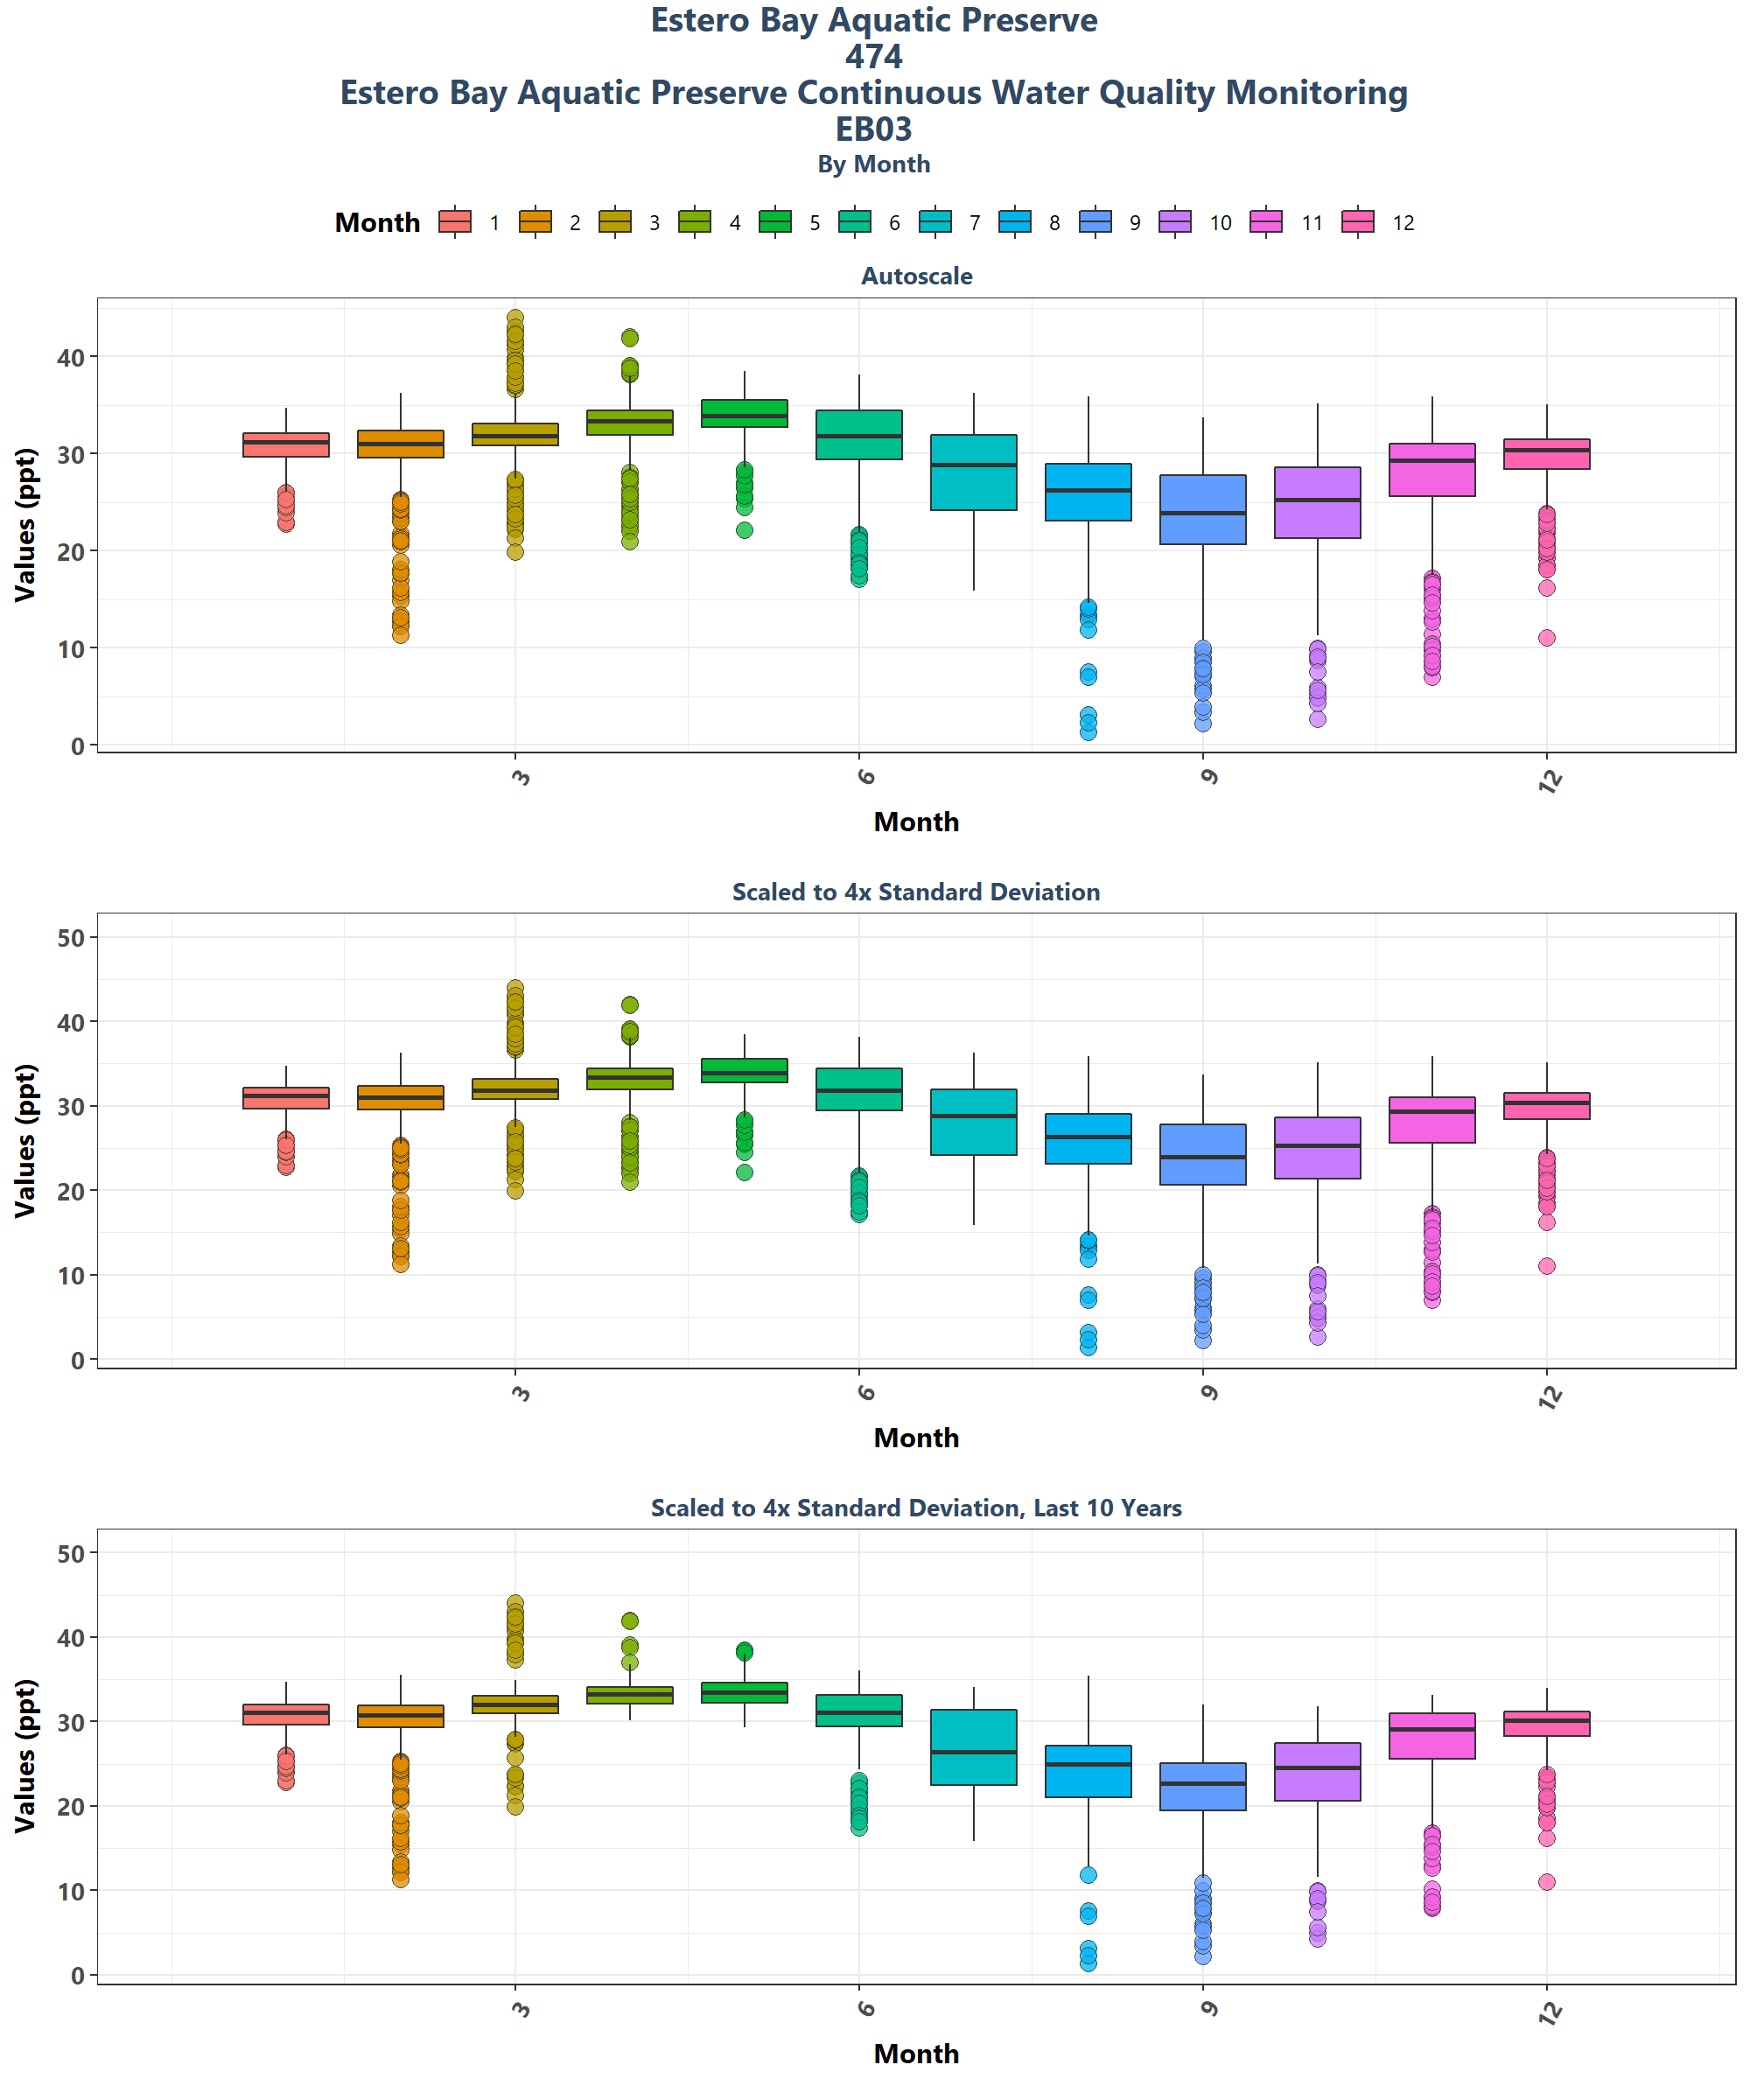 Estero Bay Aquatic Preserve
474
Estero Bay Aquatic Preserve Continuous Water Quality Monitoring
EB03
By Month
Month 1 2 3 4 5 6 7 8 9 10 11 12
Autoscale
Values (ppt)
40
30
20
10
0
3 6 9 12
Month
Scaled to 4x Standard Deviation
Values (ppt)
50
40
30
20
10
0
3 6 9 12
Month
Scaled to 4x Standard Deviation, Last 10 Years
Values (ppt)
50
40
30
20
10
0
3 6 9 12
Month